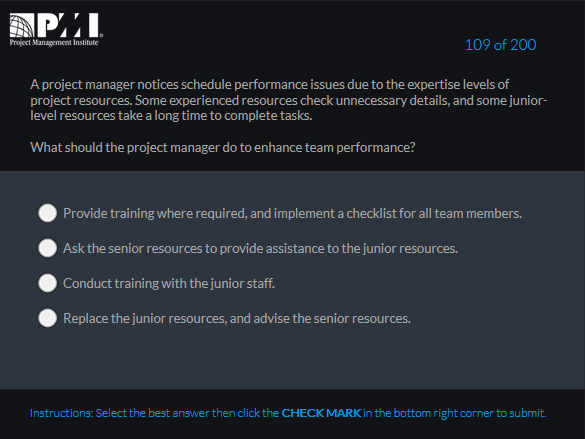 PMI
Project Management Institute
109 of 200
A project manager notices schedule performance issues due to the expertise levels of
project resources. Some experienced resources check unnecessary details, and some junior-
level resources take a long time to complete tasks.
What should the project manager do to enhance team performance?
Provide training where required, and implement a checklist for all team members.
Ask the senior resources to provide assistance to the junior resources.
Conduct training with the junior staff.
Replace the junior resources, and advise the senior resources.
Instructions: Select the best answer then click the CHECK MARK in the bottom right corner to submit.